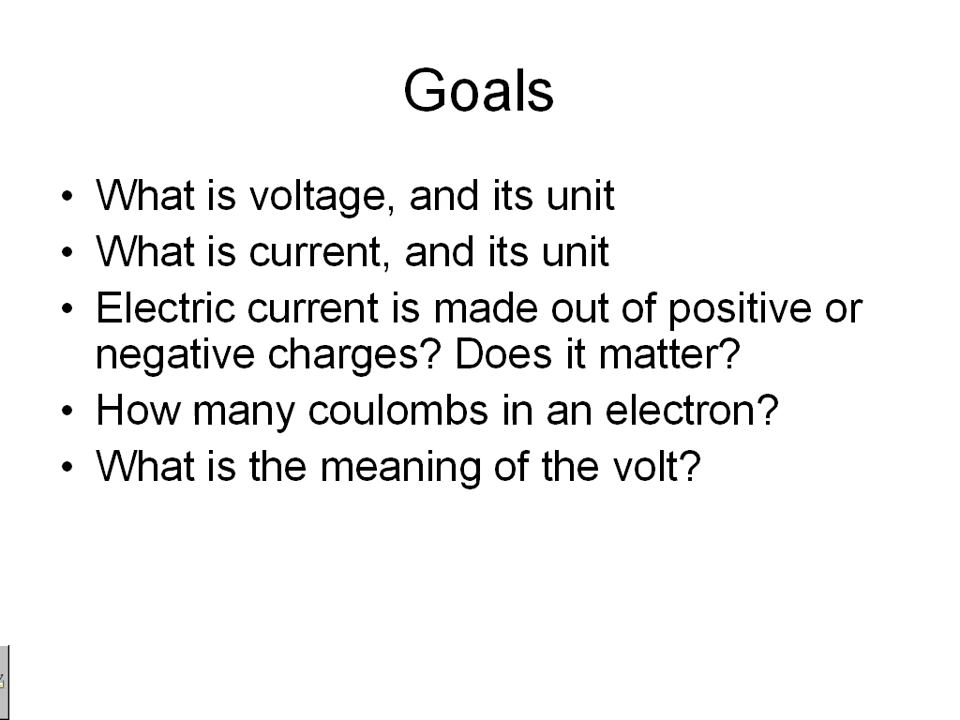 Goals
• What is voltage, and its unit
• What is current, and its unit
• Electric current is made out of positive or
negative charges? Does it matter?
• How many coulombs in an electron?
• What is the meaning of the volt?